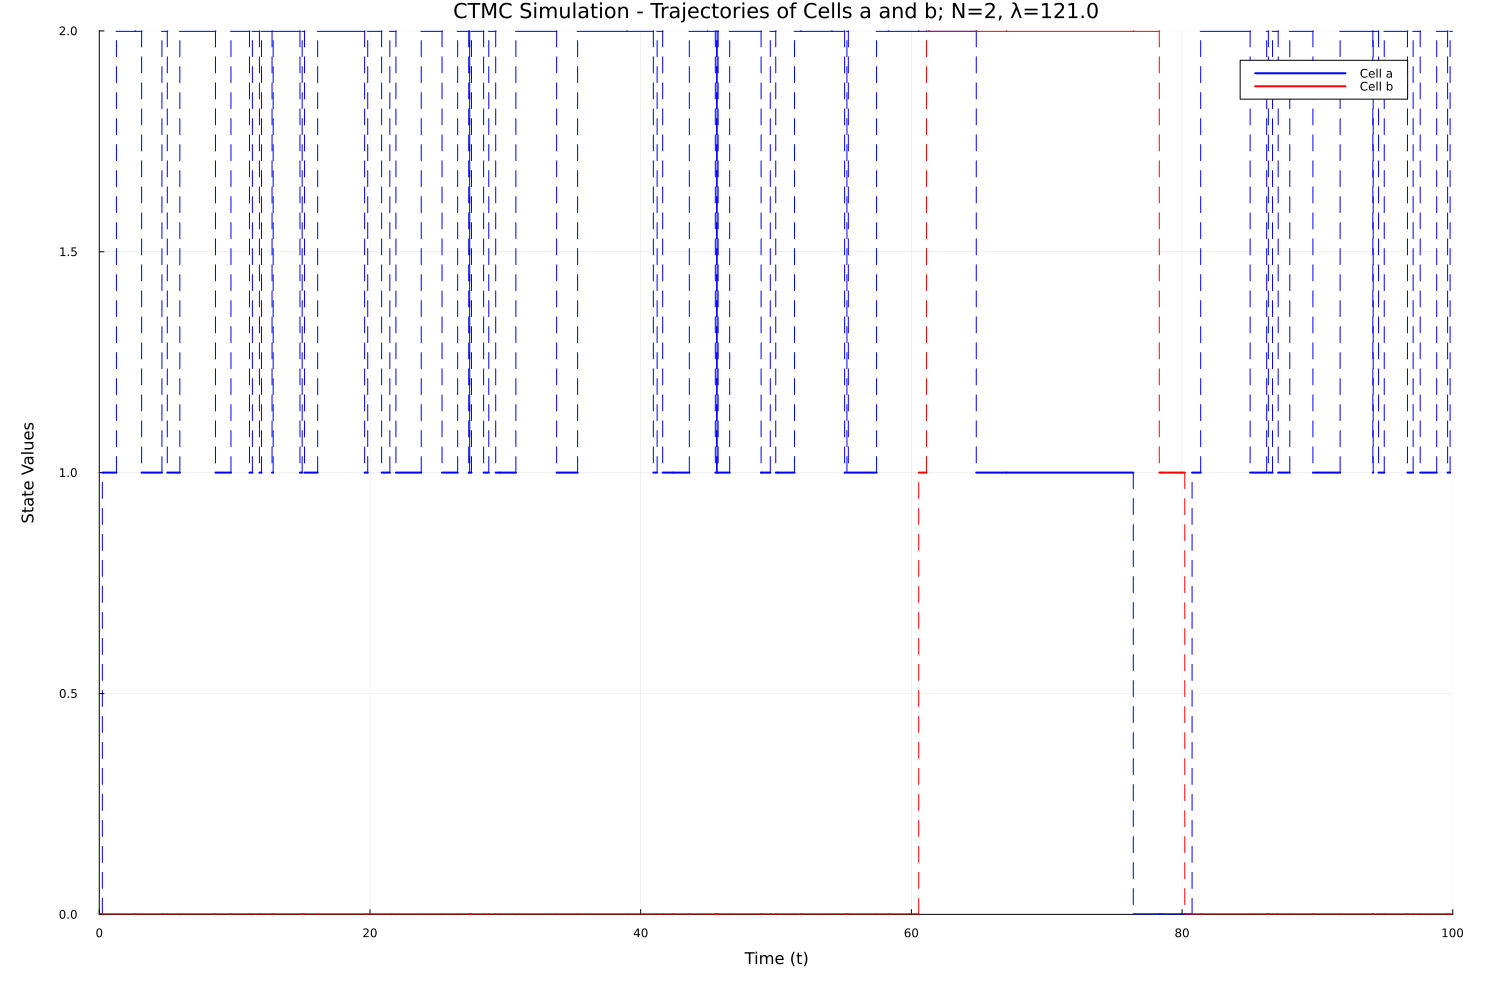 CTMC Simulation - Trajectories of Cells a and b; N=2, λ=121.0
2.0
Cell a
Cell b
1.5
1.0
State Values
0.5
0.0
0 20 40 60 80 100
Time (t)